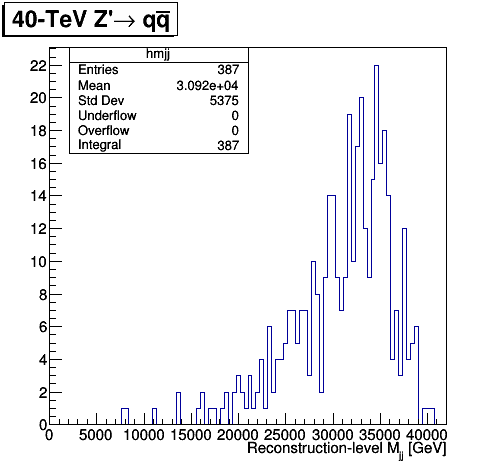 40-TeV Z'→ qq̅
hmjj
Entries 387
Mean 3.092e+04
Std Dev 5375
Underflow 0
Overflow 0
Integral 387
22
20
18
16
14
12
10
8
6
4
2
0
0 5000 10000 15000 20000 25000 30000 35000 40000
Reconstruction-level Mjj [GeV]